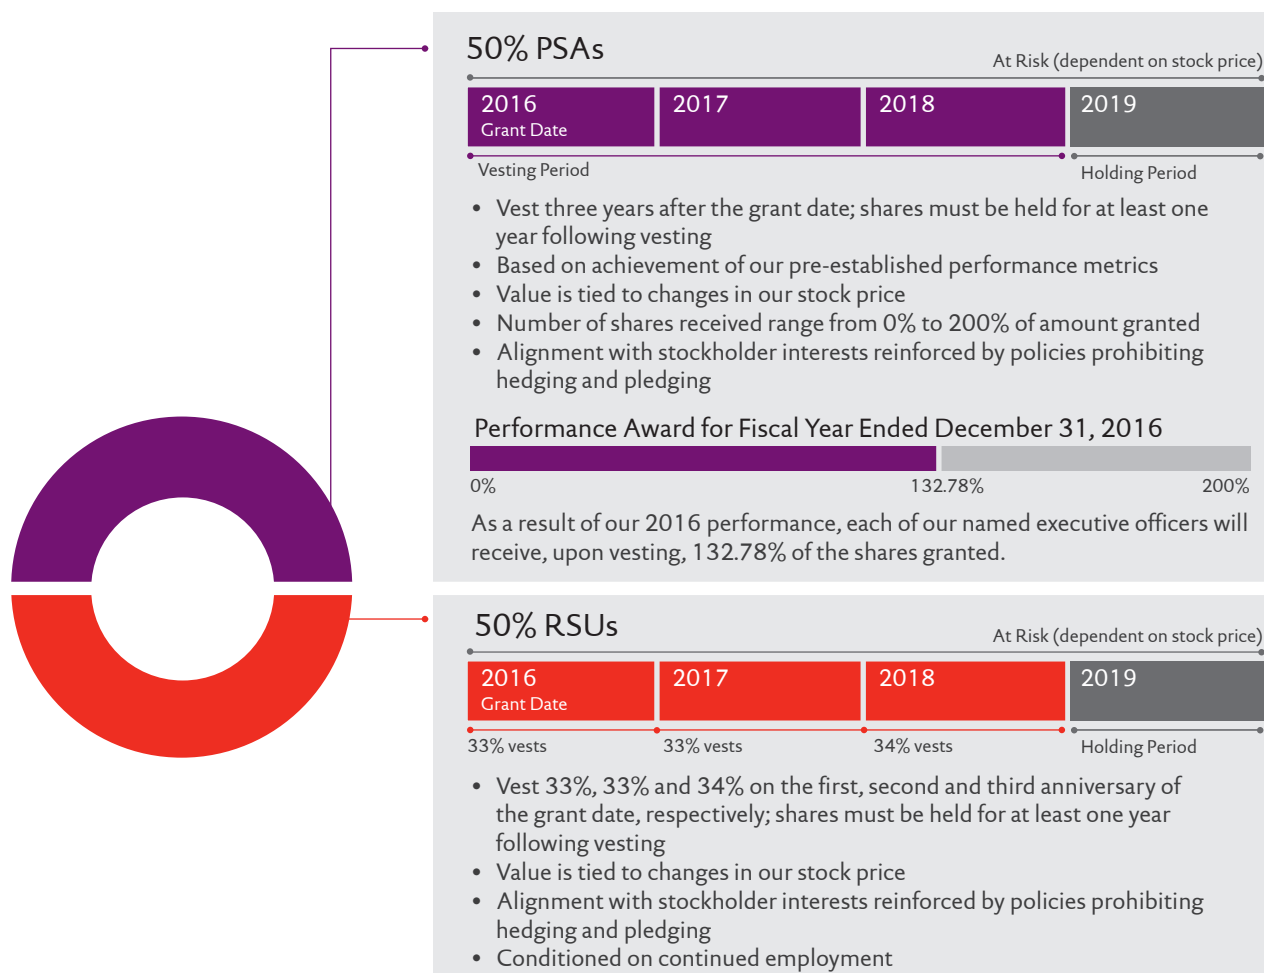 50% PSAs
At Risk (dependent on stock price)
2016 2017 2018 2019
Grant Date
Vesting Period
Holding Period
• Vest three years after the grant date; shares must be held for at least one
year following vesting
• Based on achievement of our pre-established performance metrics
• Value is tied to changes in our stock price
• Number of shares received range from 0% to 200% of amount granted
• Alignment with stockholder interests reinforced by policies prohibiting
hedging and pledging
Performance Award for Fiscal Year Ended December 31, 2016
0% 132.78% 200%
As a result of our 2016 performance, each of our named executive officers will
receive, upon vesting, 132.78% of the shares granted.
50% RSUs
At Risk (dependent on stock price)
2016 2017 2018 2019
Grant Date
33% vests 33% vests 34% vests Holding Period
• Vest 33%, 33% and 34% on the first, second and third anniversary of
the grant date, respectively; shares must be held for at least one year
following vesting
• Value is tied to changes in our stock price
• Alignment with stockholder interests reinforced by policies prohibiting
hedging and pledging
• Conditioned on continued employment